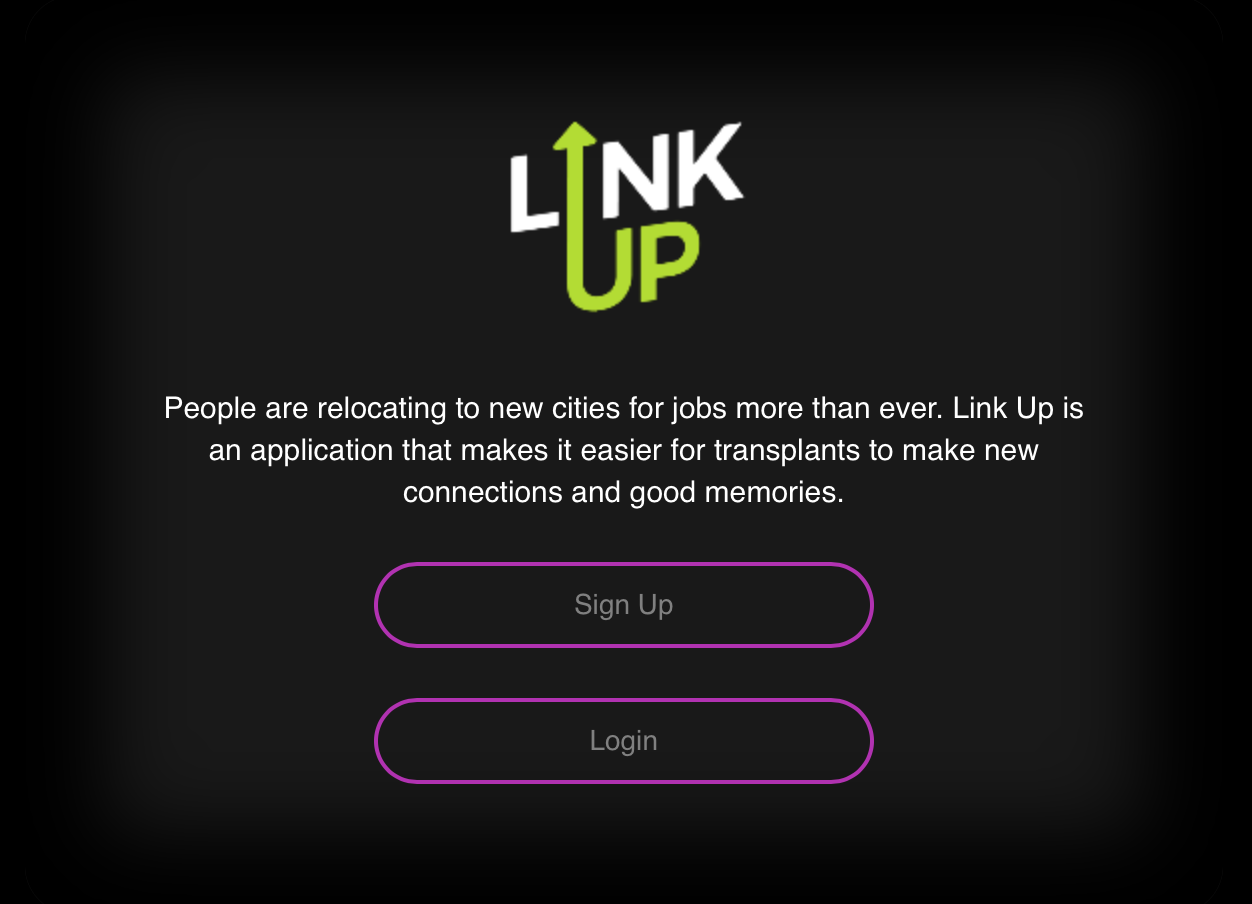 LINK
UP
People are relocating to new cities for jobs more than ever. Link Up is
an application that makes it easier for transplants to make new
connections and good memories.
Sign Up
Login